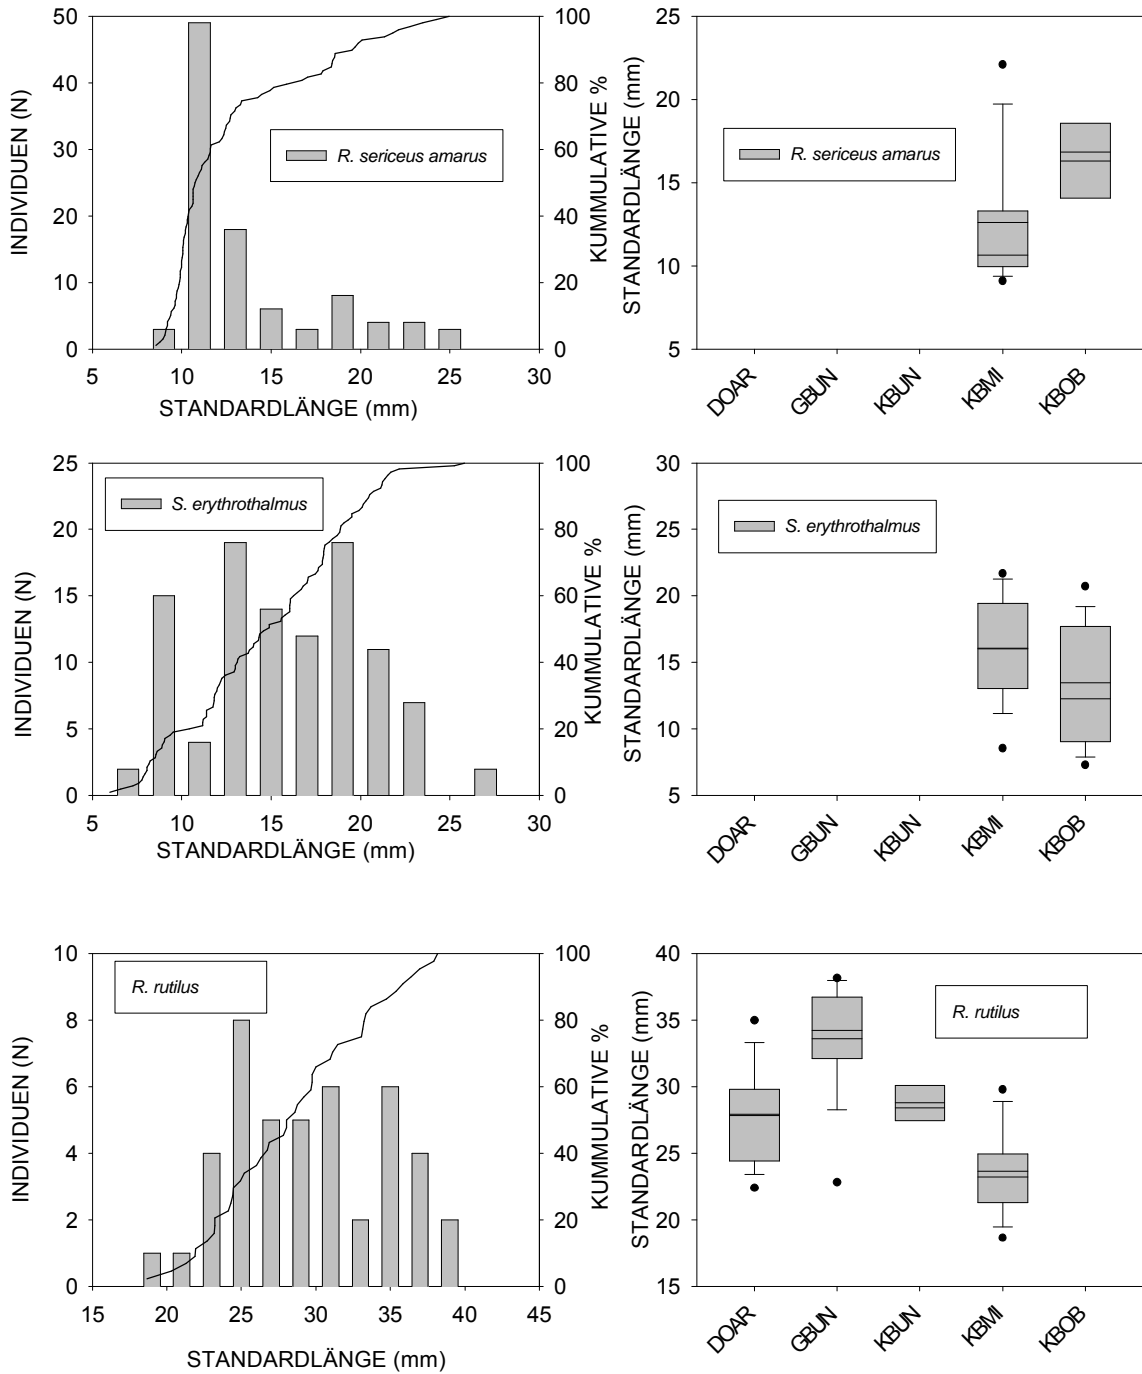 50
40
30
20
10
0
INDIVIDUEN (N)
100
80
60
40
20
0
KUMMULATIVE %
R. sericeus amarus
5 10 15 20 25 30
STANDARDLÄNGE (mm)
25
20
15
10
5
STANDARDLÄNGE (mm)
R. sericeus amarus
DOAR GBUN KBUN KBMI KBOB
25
20
15
10
5
0
INDIVIDUEN (N)
100
80
60
40
20
0
KUMMULATIVE %
S. erythrothalmus
5 10 15 20 25 30
STANDARDLÄNGE (mm)
30
25
20
15
10
5
STANDARDLÄNGE (mm)
S. erythrothalmus
DOAR GBUN KBUN KBMI KBOB
10
8
6
4
2
0
INDIVIDUEN (N)
100
80
60
40
20
0
KUMMULATIVE %
R. rutilus
15 20 25 30 35 40 45
STANDARDLÄNGE (mm)
40
35
30
25
20
15
STANDARDLÄNGE (mm)
R. rutilus
DOAR GBUN KBUN KBMI KBOB